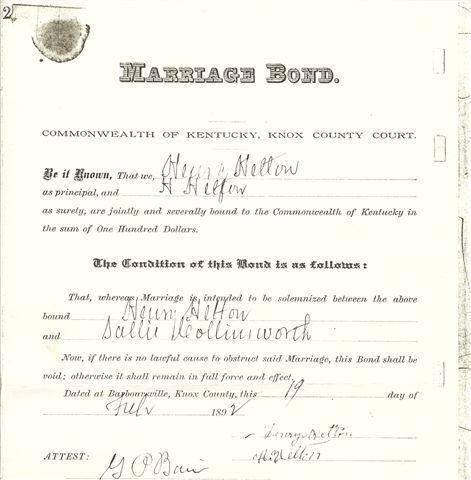 2
MARRIAGE BOND.
COMMONWEALTH OF KENTUCKY, KNOX COUNTY COURT.
Be it Known, That we, Henry Helton
as principal, and H Helton
as surety, are jointly and severally bound to the Commonwealth of Kentucky in
the sum of One Hundred Dollars.
The Condition of this Bond is as follows:
That, whereas Marriage is intended to be solemnized between the above
bound Henry Helton
and Sallie Collinsworth
Now, if there is no lawful cause to obstruct said Marriage, this Bond shall be
void; otherwise it shall remain in full force and effect.
Dated at Barbourville, Knox County, this 19 day of
1892
Henry Helton
H. Helton
ATTEST: G P Bain